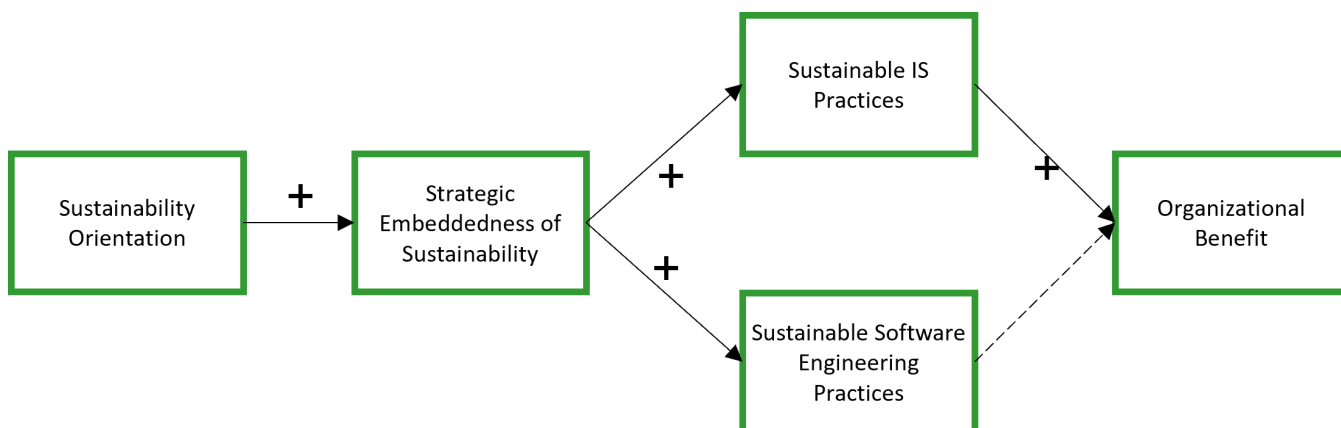 Sustainability
Orientation
+
Strategic
Embeddedness of
Sustainability
+
+
Sustainable IS
Practices
Sustainable Software
Engineering
Practices
+
Organizational
Benefit